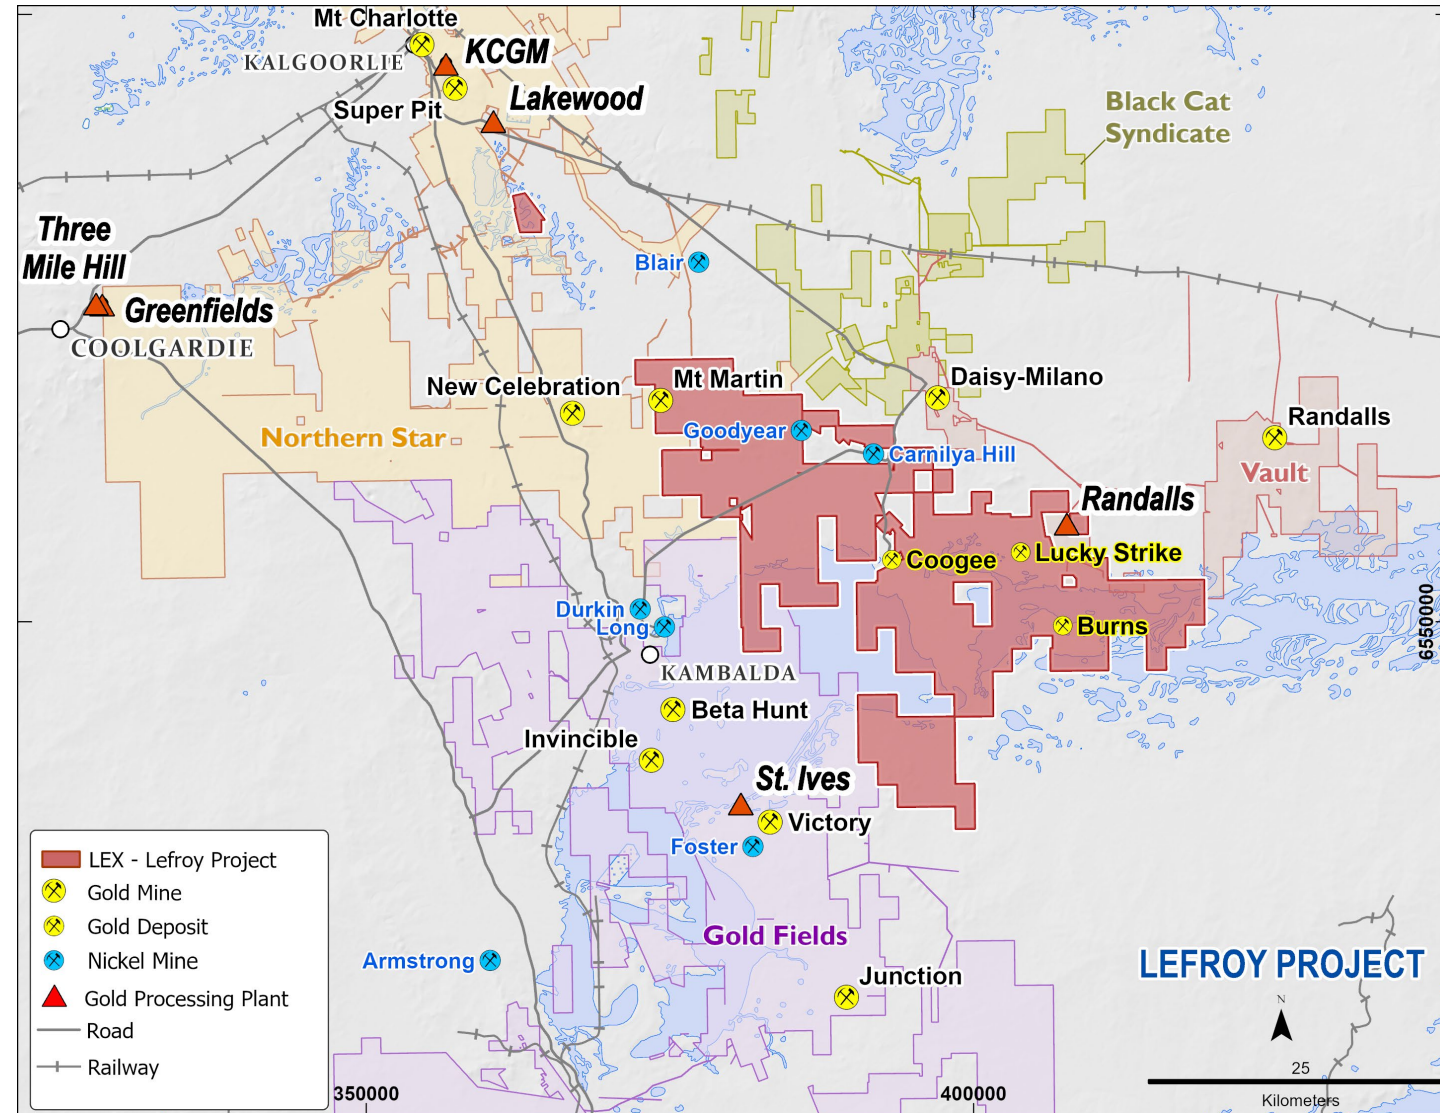 Mt Charlotte
KALGOORLIE
KCGM
Super Pit
Lakewood
Black Cat
Syndicate
Three
Mile Hill
Greenfields
COOLGARDIE
Blair
New Celebration
Mt Martin
Daisy-Milano
Randalls
Northern Star
Goodyear
Carnilya Hill
Vault
Randalls
Coogee
Lucky Strike
Durkin
Long
Burns
6550000
KAMBALDA
Beta Hunt
Invincible
St. Ives
Victory
Foster
Gold Fields
Armstrong
Junction
LEX - Lefroy Project
Gold Mine
Gold Deposit
Nickel Mine
Gold Processing Plant
Road
Railway
350000
400000
LEFROY PROJECT
N
25
Kilometers